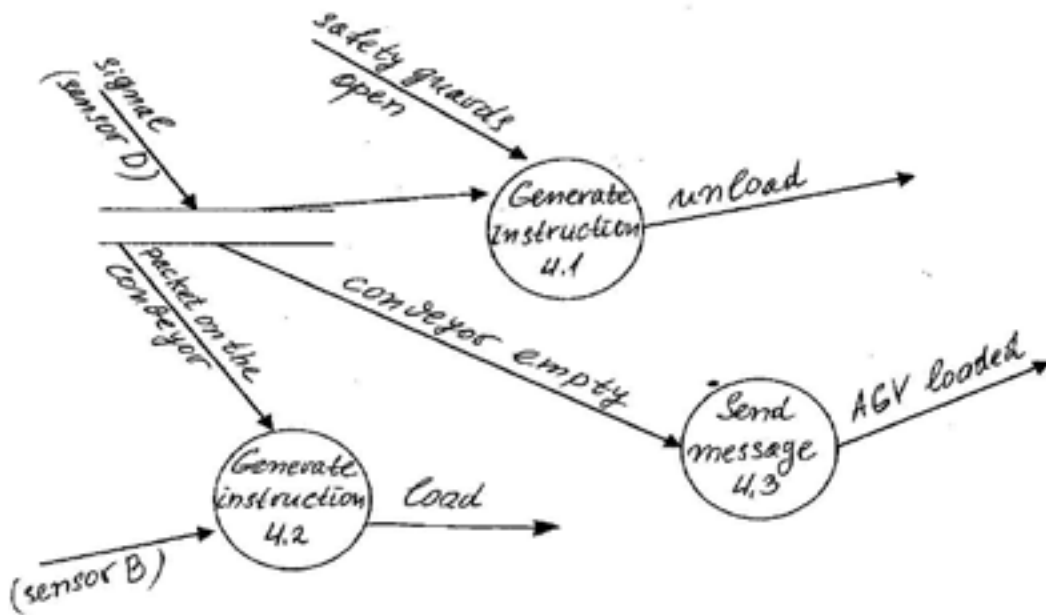 safety guards
open
signal
(sensor D)
Generate
Instruction
4.1
unload
packet on the
conveyor
conveyor empty
Send
message
4.3
AGV loaded
Generate
instruction
4.2
load
(sensor B)